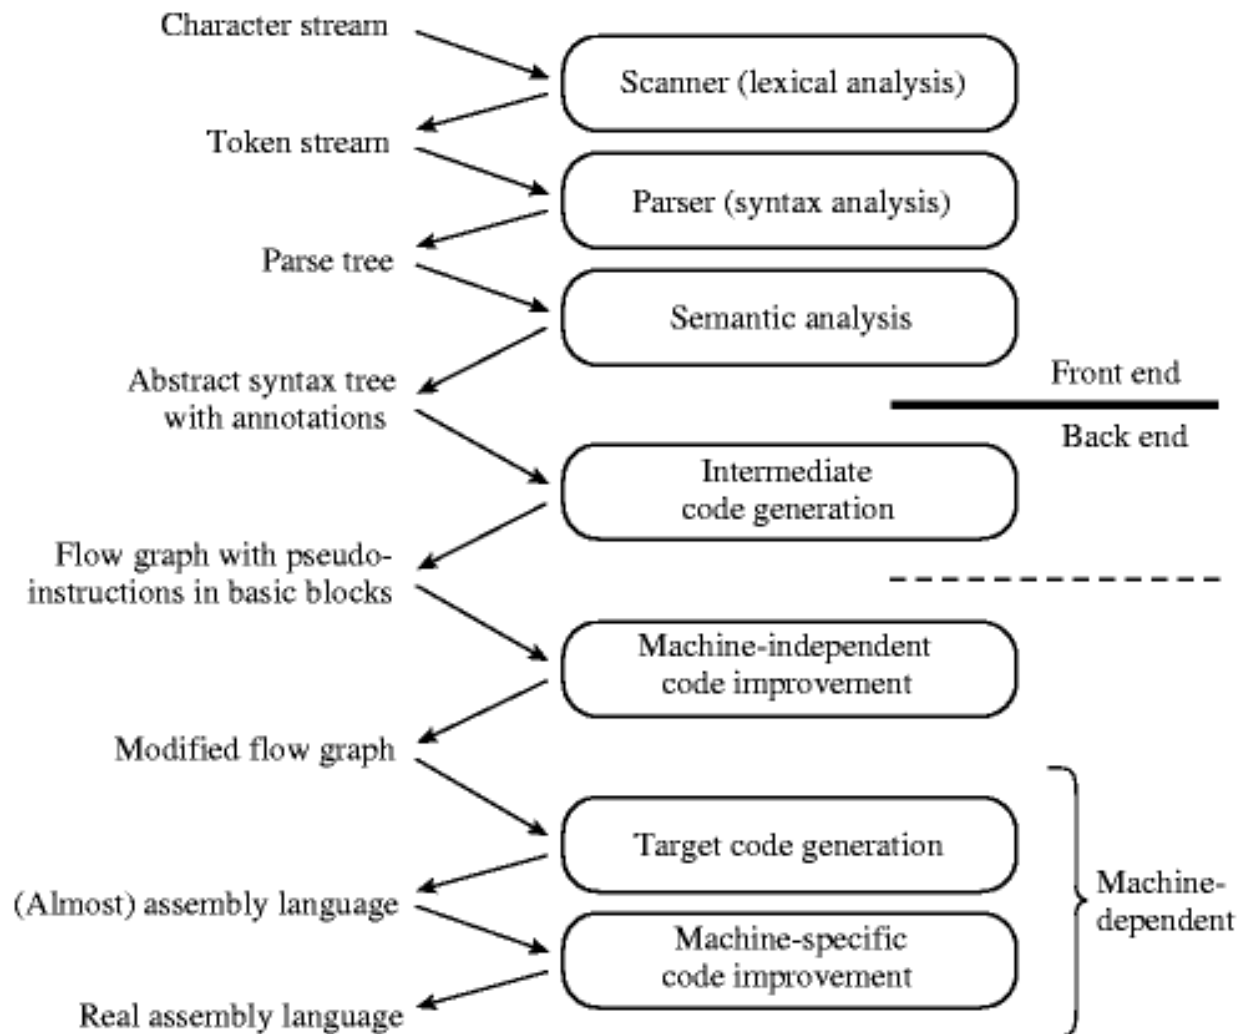 Character stream
Scanner (lexical analysis)
Token stream
Parser (syntax analysis)
Parse tree
Semantic analysis
Abstract syntax tree
with annotations
Front end
Back end
Intermediate
code generation
Flow graph with pseudo-
instructions in basic blocks
Machine-independent
code improvement
Modified flow graph
Target code generation
(Almost) assembly language
Machine-
dependent
Machine-specific
code improvement
Real assembly language